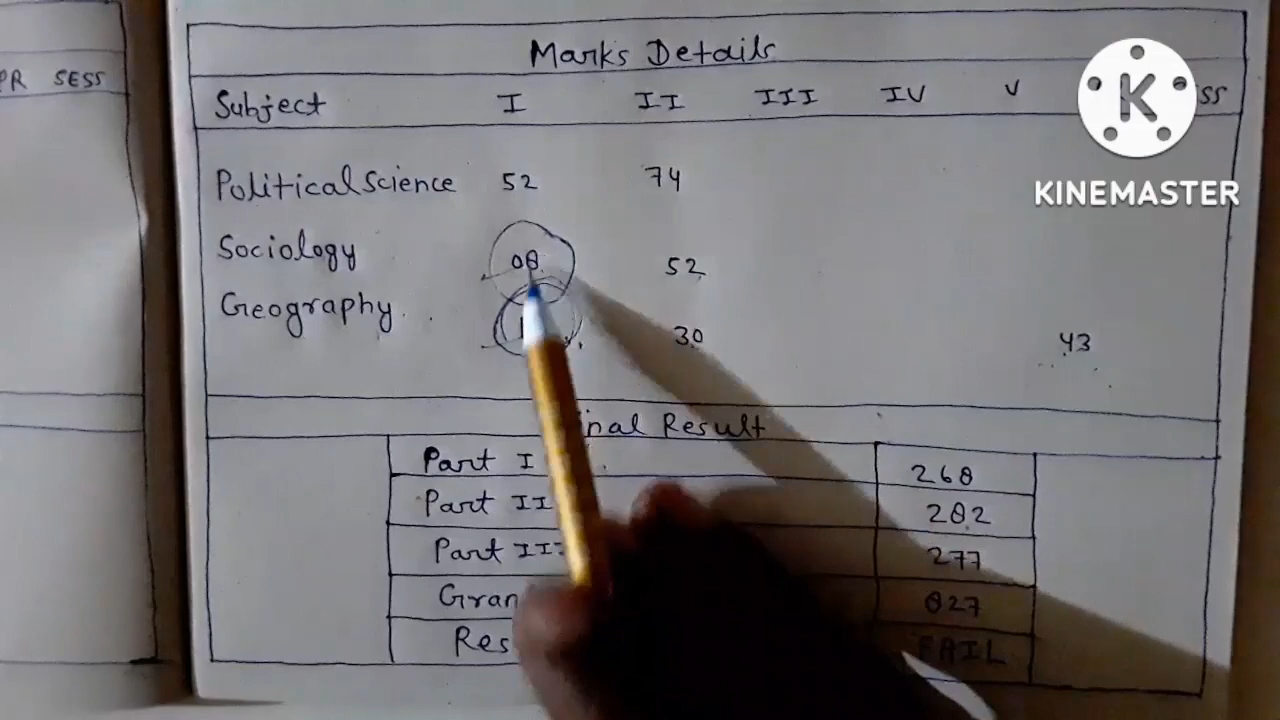 PR SESS
Marks Details
Subject I II III IV V SS
KINEMASTER
Political Science 52 74
Sociology 08 52
Geography 30 43
Final Result
Part I 268
Part II 282
Part III 277
Gran 827
Res FAIL